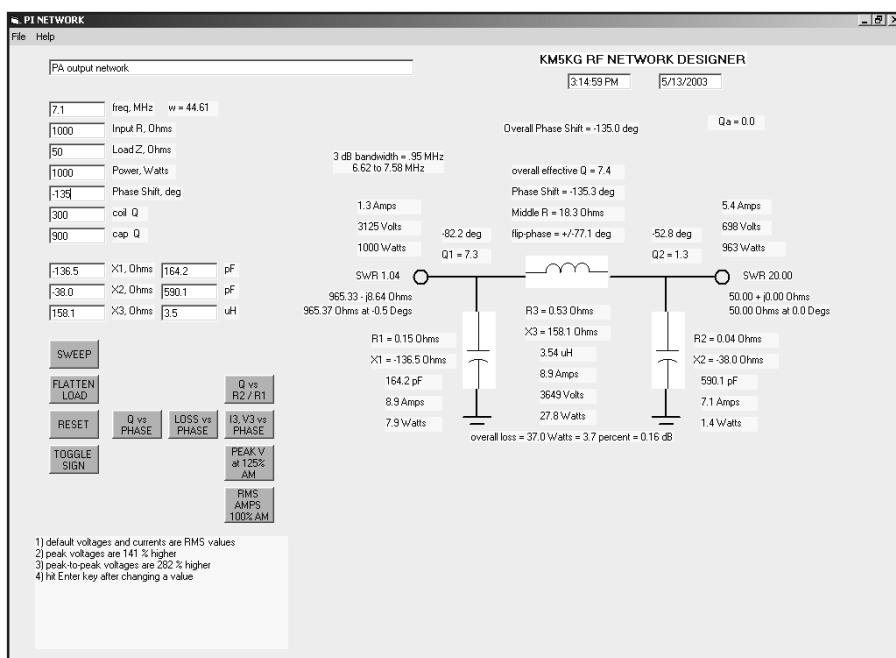 PI NETWORK
File Help
PA output network
KM5KG RF NETWORK DESIGNER
3:14:59 PM 5/13/2003
7.1 freq, MHz w = 44.61
1000 Input R, Ohms
50 Load Z, Ohms
1000 Power, Watts
-135 Phase Shift, deg
300 coil Q
900 cap Q
-136.5 X1, Ohms 164.2 pF
-38.0 X2, Ohms 590.1 pF
158.1 X3, Ohms 3.5 uH
Overall Phase Shift = -135.0 deg
Qa = 0.0
3 dB bandwidth = .95 MHz
6.62 to 7.58 MHz
overall effective Q = 7.4
Phase Shift = -135.3 deg
Middle R = 18.3 Ohms
flip-phase = +/-77.1 deg
1.3 Amps
3125 Volts
1000 Watts
-82.2 deg
Q1 = 7.3
-52.8 deg
Q2 = 1.3
5.4 Amps
698 Volts
963 Watts
SWR 1.04
SWR 20.00
965.33 - j8.64 Ohms
965.37 Ohms at -0.5 Degs
50.00 + j0.00 Ohms
50.00 Ohms at 0.0 Degs
R1 = 0.15 Ohms
X1 = -136.5 Ohms
164.2 pF
8.9 Amps
7.9 Watts
R3 = 0.53 Ohms
X3 = 158.1 Ohms
3.54 uH
8.9 Amps
3649 Volts
27.8 Watts
R2 = 0.04 Ohms
X2 = -38.0 Ohms
590.1 pF
7.1 Amps
1.4 Watts
overall loss = 37.0 Watts = 3.7 percent = 0.16 dB
SWEEP
FLATTEN
LOAD
RESET
TOGGLE
SIGN
Q vs
PHASE
LOSS vs
PHASE
Q vs
R2 / R1
I3, V3 vs
PHASE
PEAK V
at 125%
AM
RMS
AMPS
100% AM
1) default voltages and currents are RMS values
2) peak voltages are 141 % higher
3) peak-to-peak voltages are 282 % higher
4) hit Enter key after changing a value